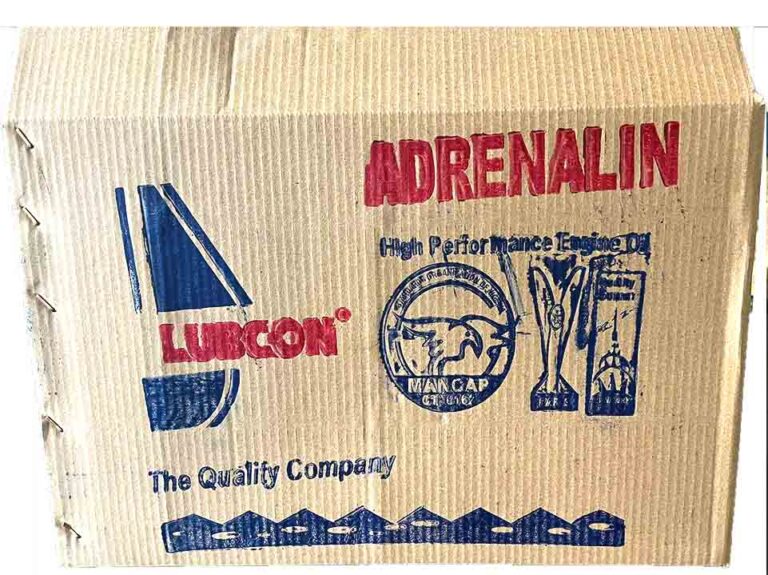 ADRENALIN
High Performance Engine Oil
LUBCON®
MANCAP
The Quality Company